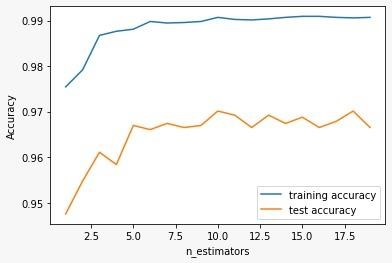 0.99
0.98
0.97
0.96
0.95
Accuracy
training accuracy
test accuracy
2.5 5.0 7.5 10.0 12.5 15.0 17.5
n_estimators